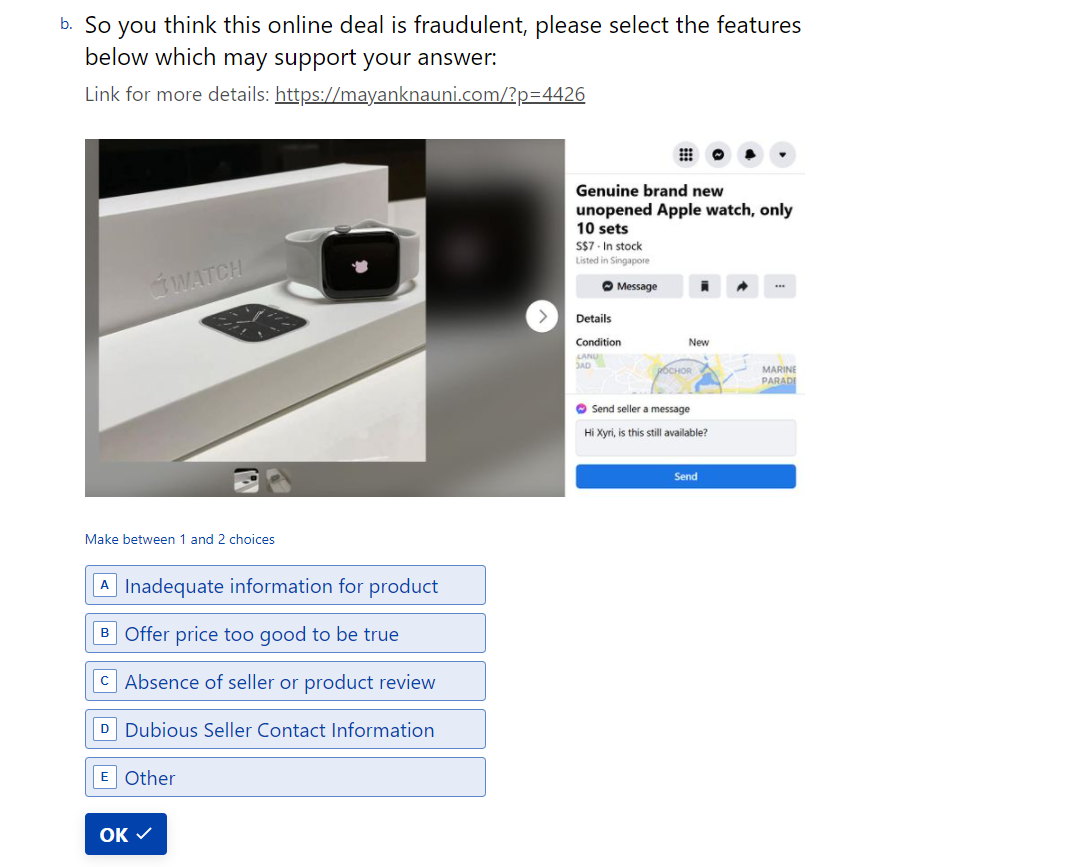 b. So you think this online deal is fraudulent, please select the features
below which may support your answer:
Link for more details: https://mayanknauni.com/?p=4426
WATCH
Genuine brand new
unopened Apple watch, only
10 sets
S$7 · In stock
Listed in Singapore
Message
Details
Condition New
LAND
OAD
ROCHOR
MARINE
PARADE
Send seller a message
Hi Xyri, is this still available?
Send
Make between 1 and 2 choices
A Inadequate information for product
B Offer price too good to be true
C Absence of seller or product review
D Dubious Seller Contact Information
E Other
OK